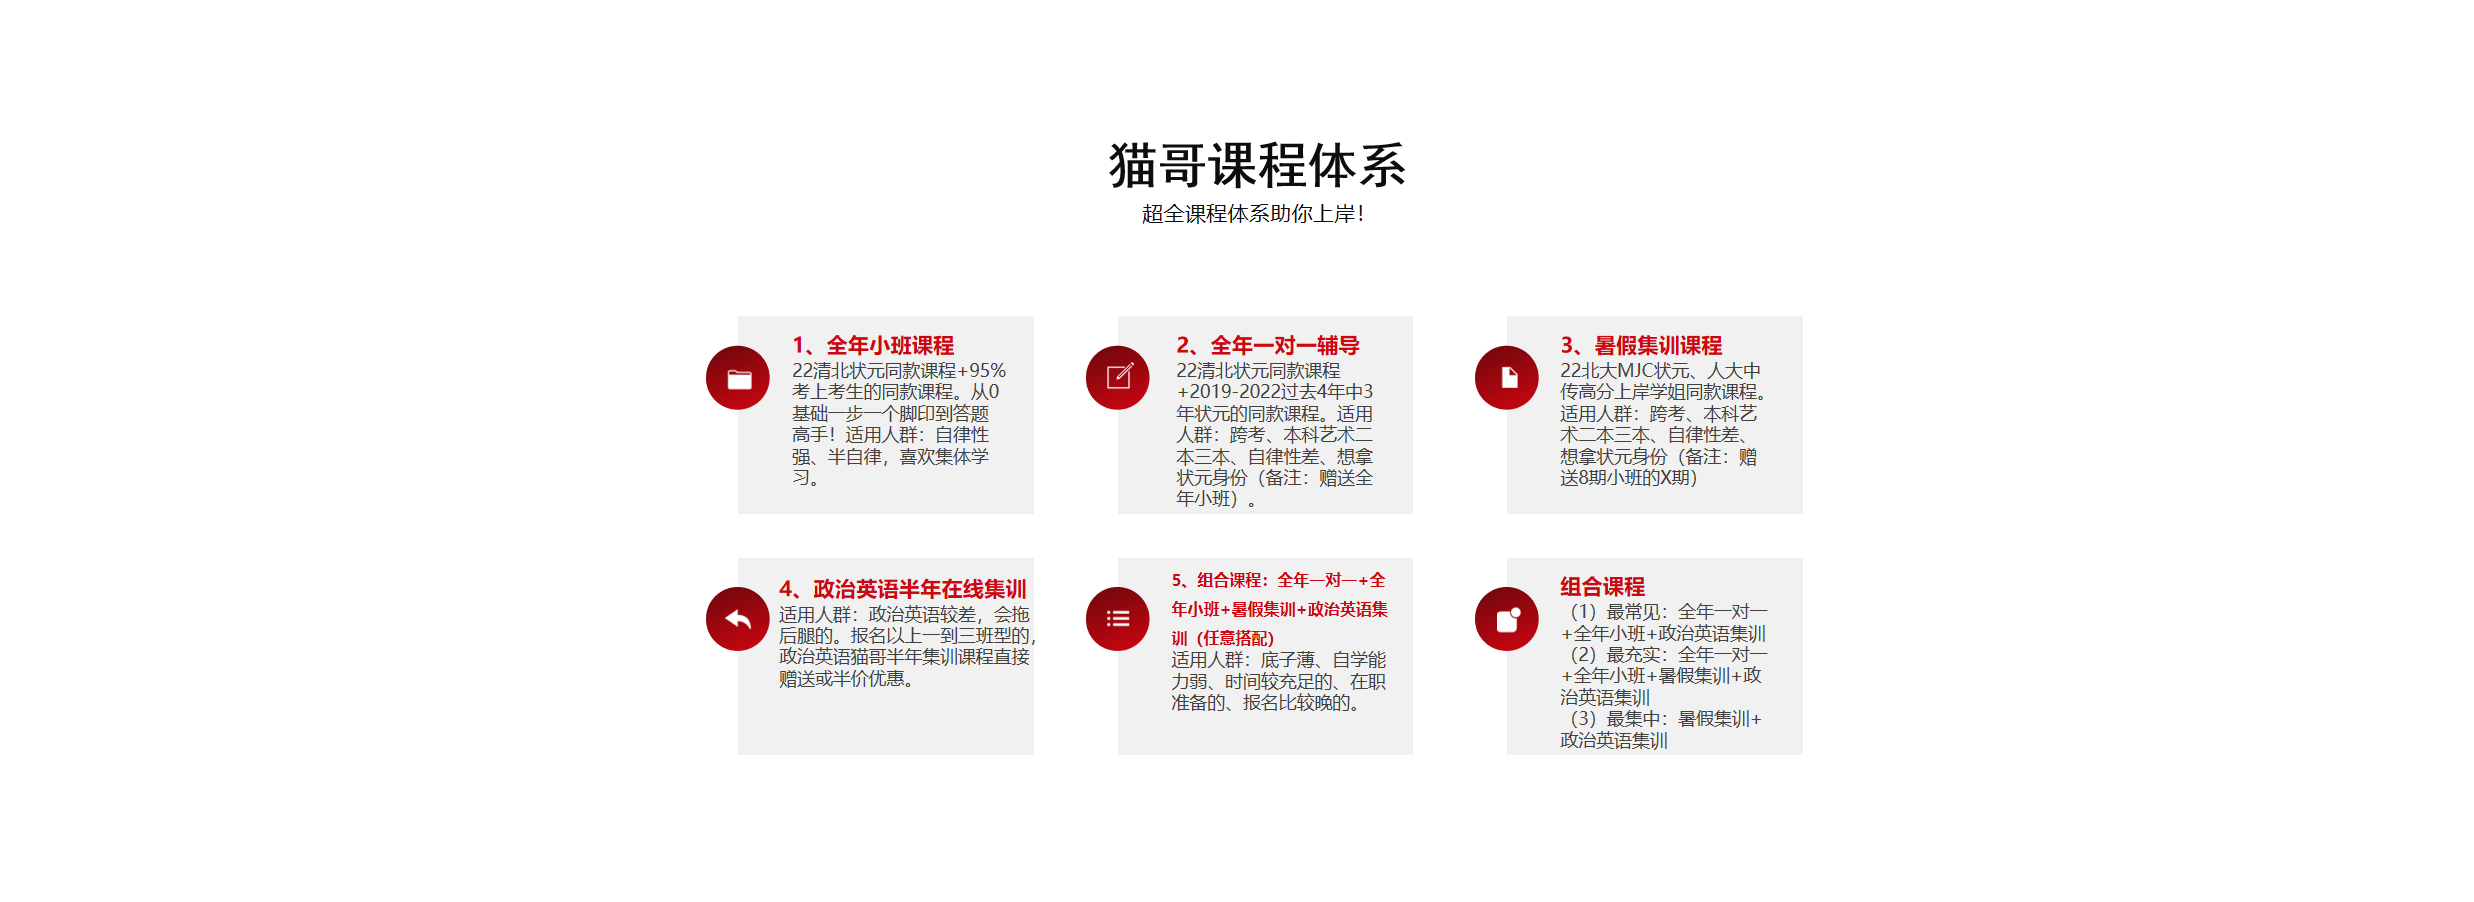 猫哥课程体系
超全课程体系助你上岸！
1、全年小班课程
22清北状元同款课程+95%
考上考生的同款课程。从0
基础一步一个脚印到答题
高手！适用人群：自律性
强、半自律，喜欢集体学
习。
2、全年一对一辅导
22清北状元同款课程
+2019-2022过去4年中3
年状元的同款课程。适用
人群：跨考、本科艺术二
本三本、自律性差、想拿
状元身份（备注：赠送全
年小班）。
3、暑假集训课程
22北大MJC状元、人大中
传高分上岸学姐同款课程。
适用人群：跨考、本科艺
术二本三本、自律性差、
想拿状元身份（备注：赠
送8期小班的X期）
4、政治英语半年在线集训
适用人群：政治英语较差，会拖
后腿的。报名以上一到三班型的，
政治英语猫哥半年集训课程直接
赠送或半价优惠。
5、组合课程：全年一对一+全
年小班+暑假集训+政治英语集
训（任意搭配）
适用人群：底子薄、自学能
力弱、时间较充足的、在职
准备的、报名比较晚的。
组合课程
（1）最常见：全年一对一
+全年小班+政治英语集训
（2）最充实：全年一对一
+全年小班+暑假集训+政
治英语集训
（3）最集中：暑假集训+
政治英语集训